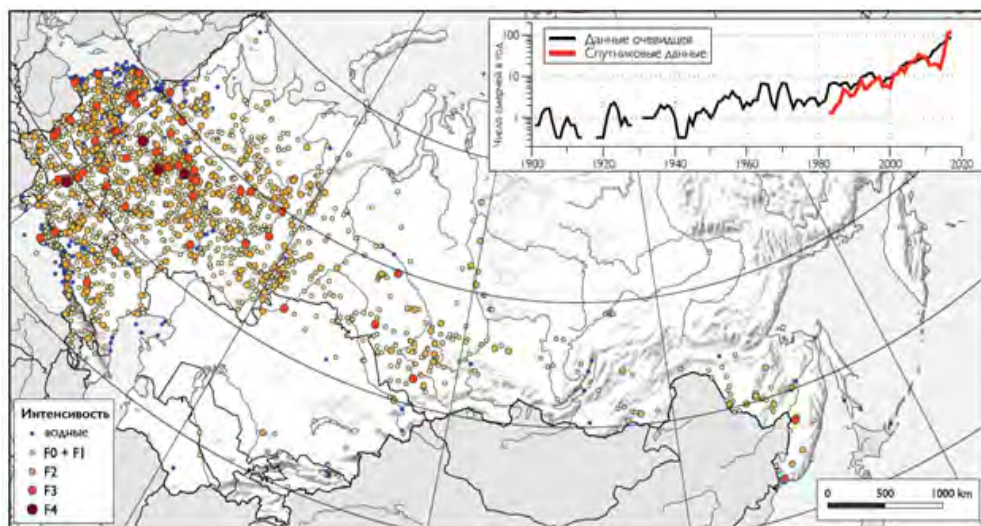 Данные очевидцев
Спутниковые данные
Число смерчей в год
100
10
1
1900
1920
1940
1960
1980
2000
2020
Интенсивость
водные
F0 + F1
F2
F3
F4
0
500
1000 km